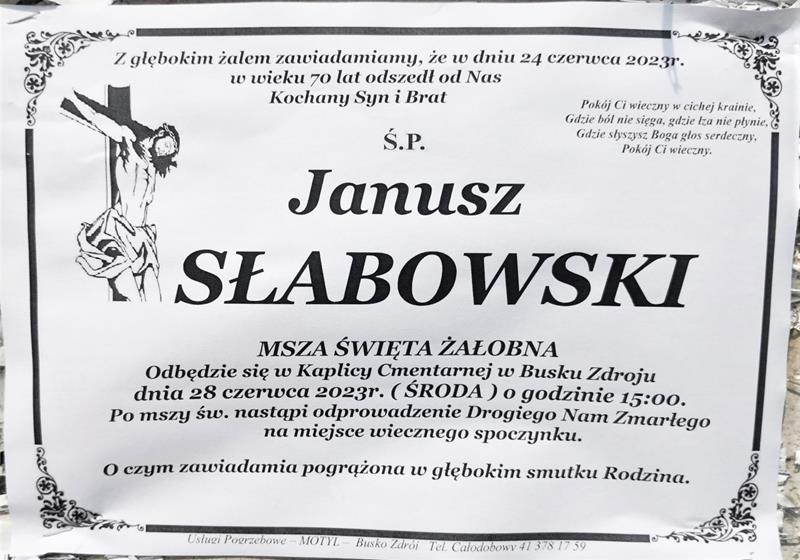 Z głębokim żalem zawiadamiamy, że w dniu 24 czerwca 2023r.
w wieku 70 lat odszedł od Nas
Kochany Syn i Brat
Pokój Ci wieczny w cichej krainie,
Gdzie ból nie sięga, gdzie łza nie płynie,
Gdzie słyszysz Boga głos serdeczny,
Pokój Ci wieczny.
Ś.P.
Janusz
SŁABOWSKI
MSZA ŚWIĘTA ŻAŁOBNA
Odbędzie się w Kaplicy Cmentarnej w Busku Zdroju
dnia 28 czerwca 2023r. ( ŚRODA ) o godzinie 15:00.
Po mszy św. nastąpi odprowadzenie Drogiego Nam Zmarłego
na miejsce wiecznego spoczynku.
O czym zawiadamia pogrążona w głębokim smutku Rodzina.
Usługi Pogrzebowe – MOTYL – Busko Zdrój Tel. Całodobowy 41 378 17 59